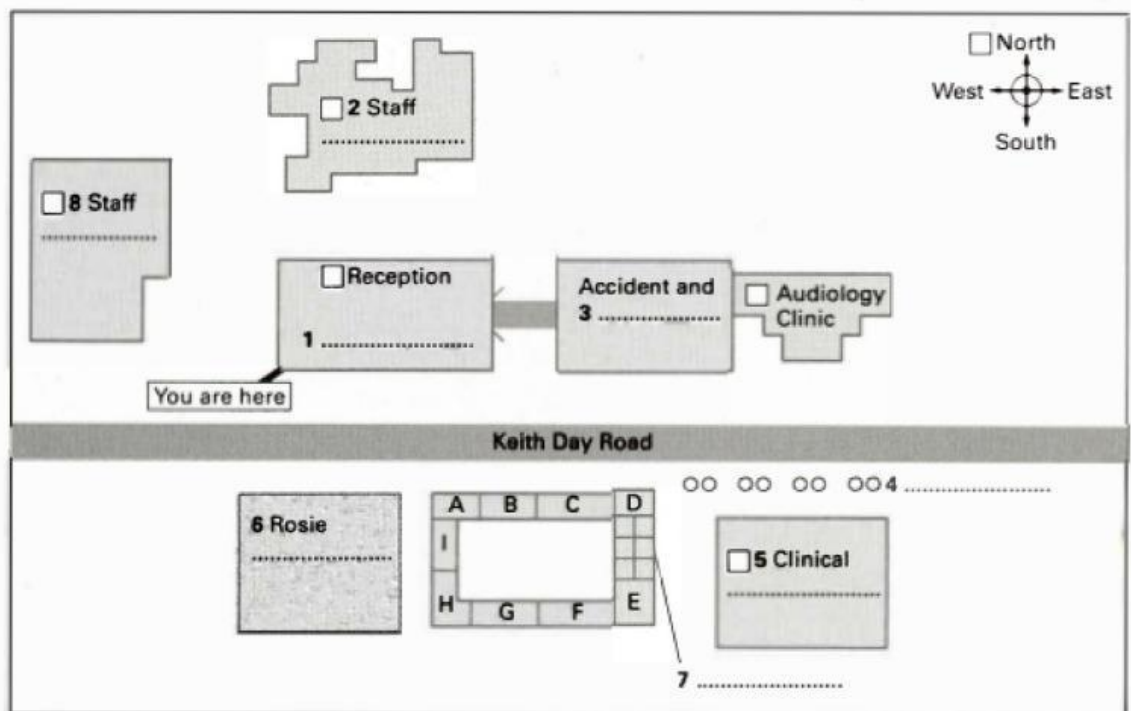 North
West East
South
2 Staff
........................
8 Staff
....................
Reception
1 .........................
Accident and
3 .....................
Audiology
Clinic
You are here
Keith Day Road
4 .........................
6 Rosie
........................
A B C D
I
H G F E
5 Clinical
..........................
7 .........................